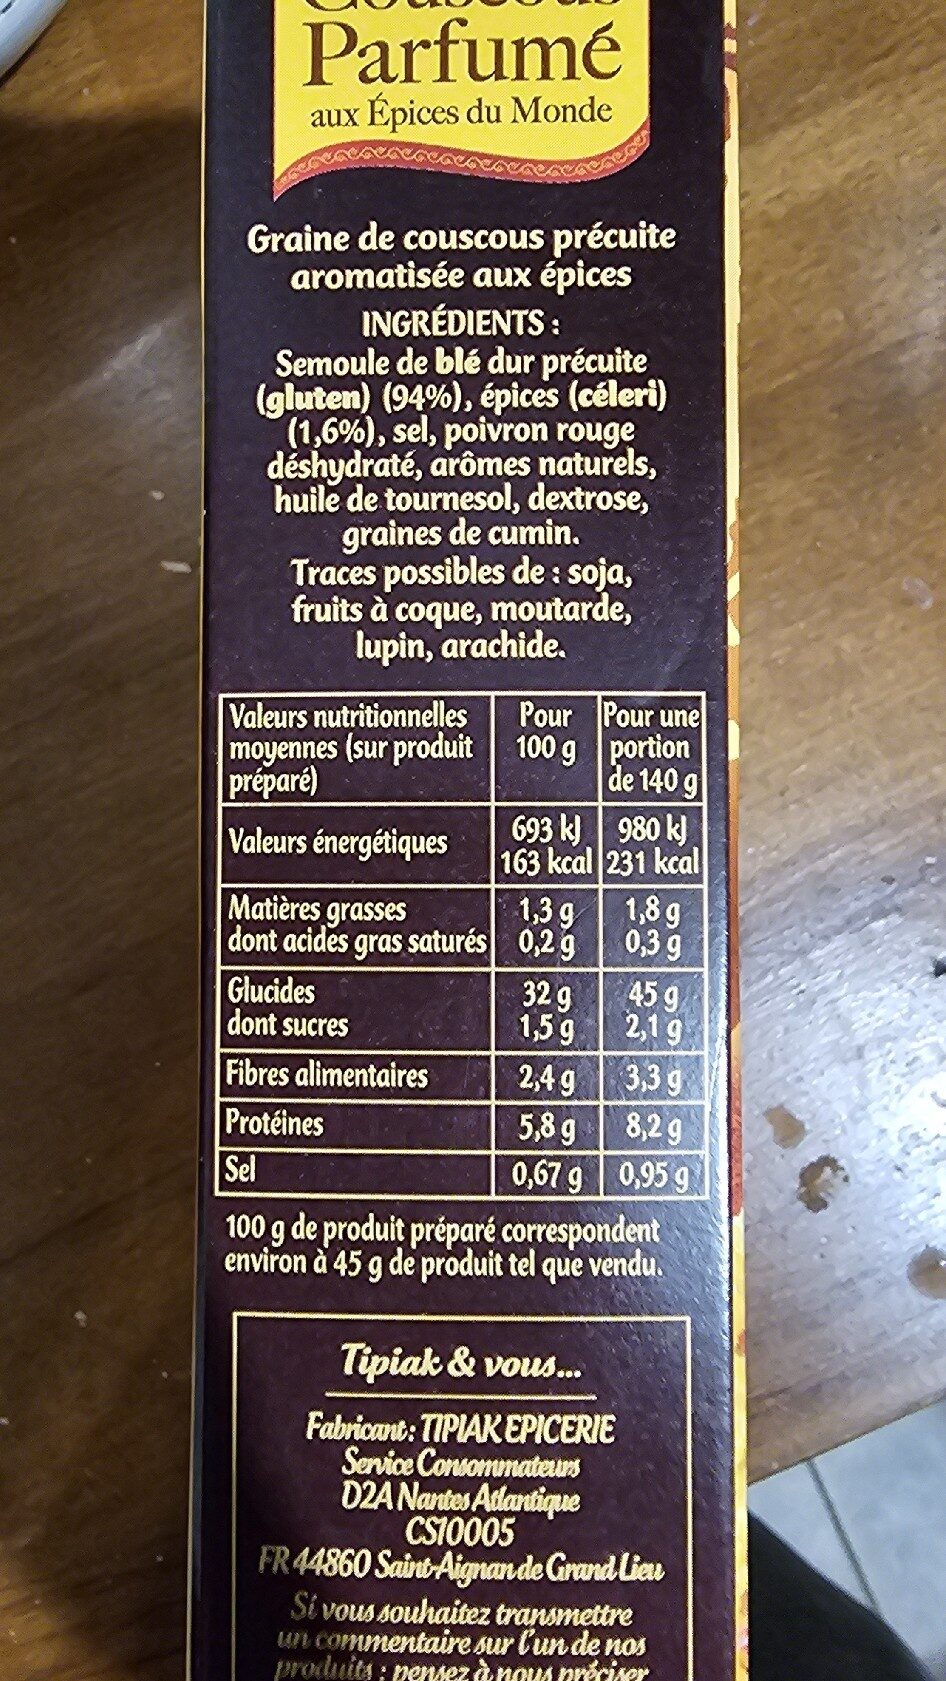 Couscous
Parfumé
aux Épices du Monde
Graine de couscous précuite
aromatisée aux épices
INGRÉDIENTS :
Semoule de blé dur précuite
(gluten) (94%), épices (céleri)
(1,6%), sel, poivron rouge
déshydraté, arômes naturels,
huile de tournesol, dextrose,
graines de cumin.
Traces possibles de : soja,
fruits à coque, moutarde,
lupin, arachide.
Valeurs nutritionnelles Pour Pour une
moyennes (sur produit 100 g portion
préparé) de 140 g
Valeurs énergétiques 693 kJ 980 kJ
163 kcal 231 kcal
Matières grasses 1,3 g 1,8 g
dont acides gras saturés 0,2 g 0,3 g
Glucides 32 g 45 g
dont sucres 1,5 g 2,1 g
Fibres alimentaires 2,4 g 3,3 g
Protéines 5,8 g 8,2 g
Sel 0,67 g 0,95 g
100 g de produit préparé correspondent
environ à 45 g de produit tel que vendu.
Tipiak & vous...
Fabricant: TIPIAK EPICERIE
Service Consommateurs
D2A Nantes Atlantique
CS10005
FR 44860 Saint-Aignan de Grand Lieu
Si vous souhaitez transmettre
un commentaire sur l'un de nos
produits : pensez à nous préciser